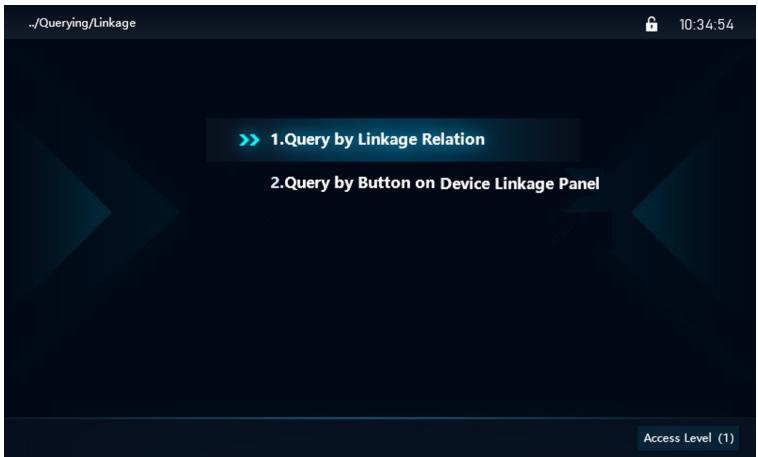 ../Querying/Linkage
10:34:54
1.Query by Linkage Relation
2.Query by Button on Device Linkage Panel
Access Level (1)